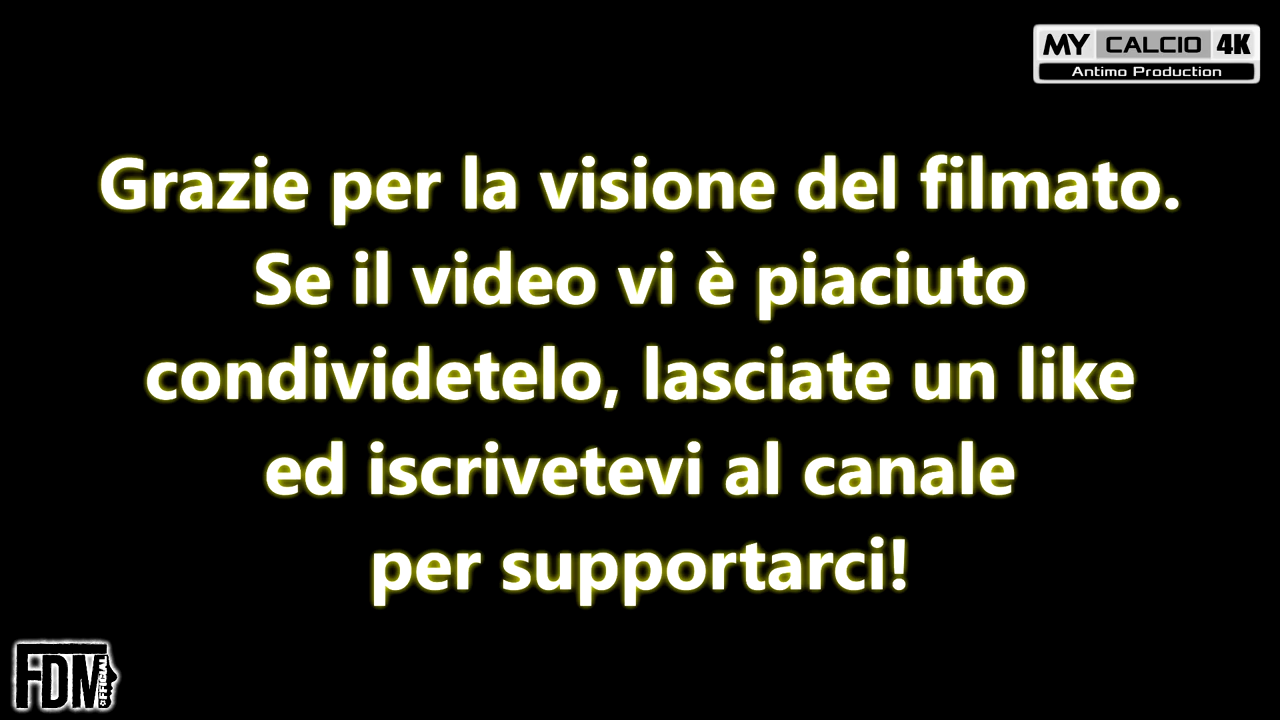 MY CALCIO 4K
Antimo Production
Grazie per la visione del filmato.
Se il video vi è piaciuto
condividetelo, lasciate un like
ed iscrivetevi al canale
per supportarci!
FDM
OFFICIAL